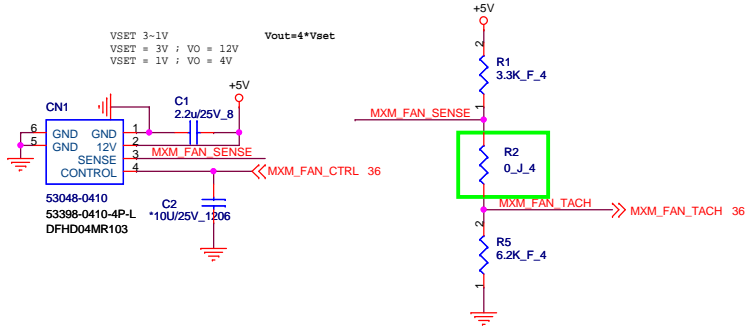 VSET 3~1V
VSET = 3V ; VO = 12V
VSET = 1V ; VO = 4V
Vout=4*Vset
+5V
CN1
6 GND GND 1
5 GND 12V 2
SENSE 3
CONTROL 4
53048-0410
53398-0410-4P-L
DFHD04MR103
C1
2.2u/25V_8
MXM_FAN_SENSE
MXM_FAN_CTRL 36
C2
*10U/25V_1206
+5V
2
R1
3.3K_F_4
1
MXM_FAN_SENSE
R2
0_J_4
MXM_FAN_TACH
MXM_FAN_TACH 36
2
R5
6.2K_F_4
1